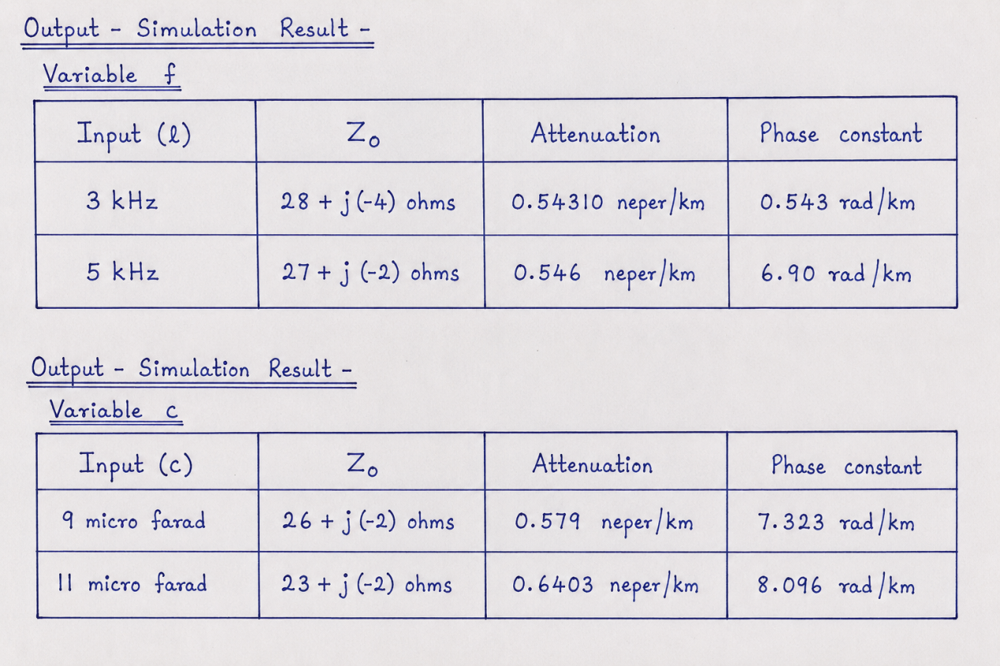 Output - Simulation Result -
Variable f
Input (l) Z₀ Attenuation Phase constant
3 kHz 28 + j (-4) ohms 0.54310 neper/km 0.543 rad/km
5 kHz 27 + j (-2) ohms 0.546 neper/km 6.90 rad/km
Output - Simulation Result -
Variable c
Input (c) Z₀ Attenuation Phase constant
9 micro farad 26 + j (-2) ohms 0.579 neper/km 7.323 rad/km
11 micro farad 23 + j (-2) ohms 0.6403 neper/km 8.096 rad/km